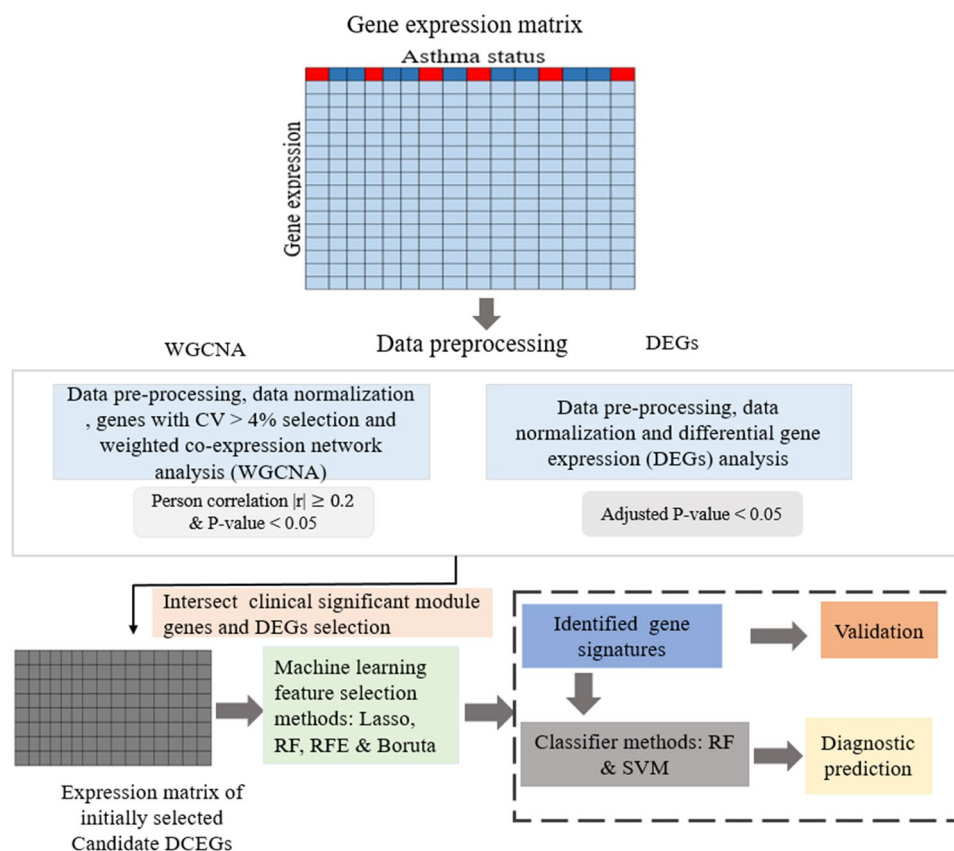 Gene expression matrix
Asthma status
Gene expression
Data preprocessing
WGCNA
DEGs
Data pre-processing, data normalization
, genes with CV > 4% selection and
weighted co-expression network
analysis (WGCNA)
Person correlation |r| ≥ 0.2
& P-value < 0.05
Data pre-processing, data
normalization and differential gene
expression (DEGs) analysis
Adjusted P-value < 0.05
Intersect clinical significant module
genes and DEGs selection
Expression matrix of
initially selected
Candidate DCEGs
Machine learning
feature selection
methods: Lasso,
RF, RFE & Boruta
Identified gene
signatures
Validation
Classifier methods: RF
& SVM
Diagnostic
prediction